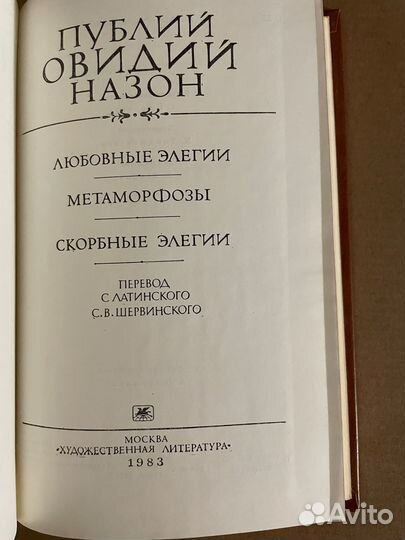 ПУБЛИЙ
ОВИДИЙ
НАЗОН
ЛЮБОВНЫЕ ЭЛЕГИИ
МЕТАМОРФОЗЫ
СКОРБНЫЕ ЭЛЕГИИ
ПЕРЕВОД
С ЛАТИНСКОГО
С.В. ШЕРВИНСКОГО
МОСКВА
«ХУДОЖЕСТВЕННАЯ ЛИТЕРАТУРА»
1983
Avito